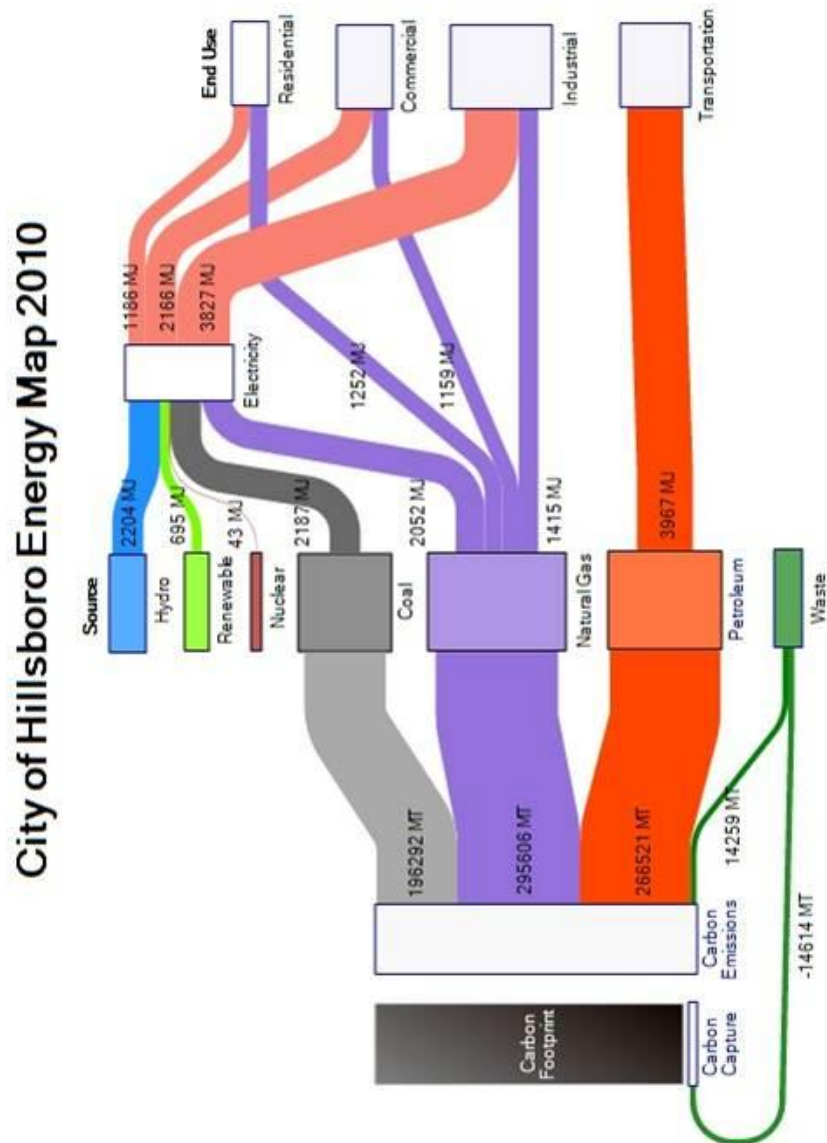 City of Hillsboro Energy Map 2010
Source
End Use
Hydro
Renewable
Nuclear
Coal
Natural Gas
Petroleum
Waste
2204 MJ
695 MJ
43 MJ
2187 MJ
2052 MJ
1415 MJ
3967 MJ
Electricity
1186 MJ
2166 MJ
3827 MJ
1252 MJ
1159 MJ
Residential
Commercial
Industrial
Transportation
196292 MT
295606 MT
266521 MT
14259 MT
-14614 MT
Carbon
Emissions
Carbon
Footprint
Carbon
Capture